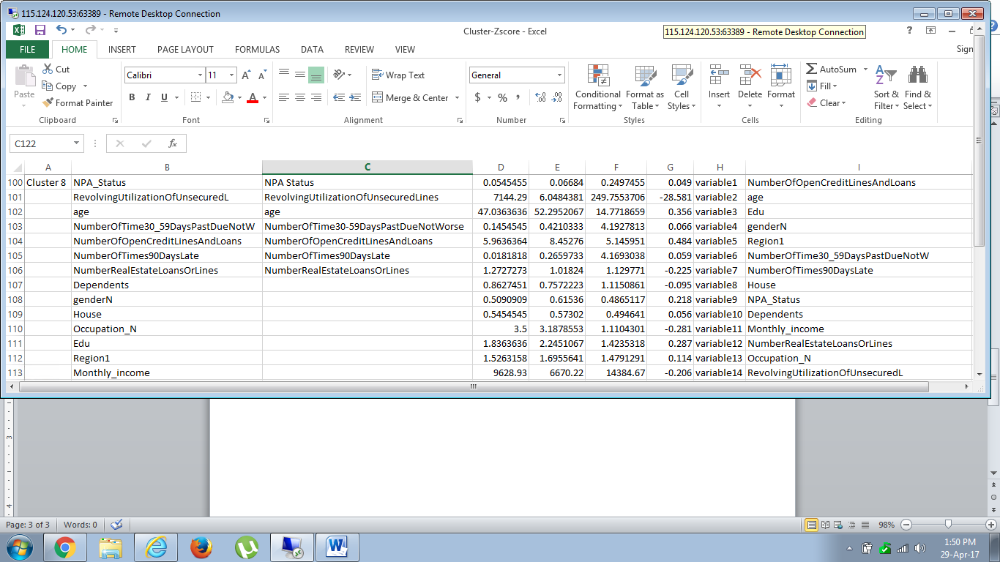 115.124.120.53:63389 - Remote Desktop Connection
Cluster-Zscore - Excel
115.124.120.53:63389 - Remote Desktop Connection
?
FILE HOME INSERT PAGE LAYOUT FORMULAS DATA REVIEW VIEW Sign
Paste
Cut
Copy
Format Painter
Clipboard
Calibri 11
B I U
Font
Wrap Text
Merge & Center
Alignment
General
$ % ,
Number
Conditional Formatting
Format as Table
Cell Styles
Styles
Insert
Delete
Format
Cells
AutoSum
Fill
Clear
Sort & Filter
Find & Select
Editing
C122
fx
A B C D E F G H I
100 Cluster 8 NPA_Status NPA Status 0.0545455 0.06684 0.2497455 0.049 variable1 NumberOfOpenCreditLinesAndLoans
101 RevolvingUtilizationOfUnsecuredL RevolvingUtilizationOfUnsecuredLines 7144.29 6.0484381 249.7553706 -28.581 variable2 age
102 age age 47.0363636 52.2952067 14.7718659 0.356 variable3 Edu
103 NumberOfTime30_59DaysPastDueNotW NumberOfTime30-59DaysPastDueNotWorse 0.1454545 0.4210333 4.1927813 0.066 variable4 genderN
104 NumberOfOpenCreditLinesAndLoans NumberOfOpenCreditLinesAndLoans 5.9636364 8.45276 5.145951 0.484 variable5 Region1
105 NumberOfTimes90DaysLate NumberOfTimes90DaysLate 0.0181818 0.2659733 4.1693038 0.059 variable6 NumberOfTime30_59DaysPastDueNotW
106 NumberRealEstateLoansOrLines NumberRealEstateLoansOrLines 1.2727273 1.01824 1.129771 -0.225 variable7 NumberOfTimes90DaysLate
107 Dependents 0.8627451 0.7572223 1.1150861 -0.095 variable8 House
108 genderN 0.5090909 0.61536 0.4865117 0.218 variable9 NPA_Status
109 House 0.5454545 0.57302 0.494641 0.056 variable10 Dependents
110 Occupation_N 3.5 3.1878553 1.1104301 -0.281 variable11 Monthly_income
111 Edu 1.8363636 2.2451067 1.4235318 0.287 variable12 NumberRealEstateLoansOrLines
112 Region1 1.5263158 1.6955641 1.4791291 0.114 variable13 Occupation_N
113 Monthly_income 9628.93 6670.22 14384.67 -0.206 variable14 RevolvingUtilizationOfUnsecuredL
3
4
Page: 3 of 3 Words: 0 98%
1:50 PM
29-Apr-17